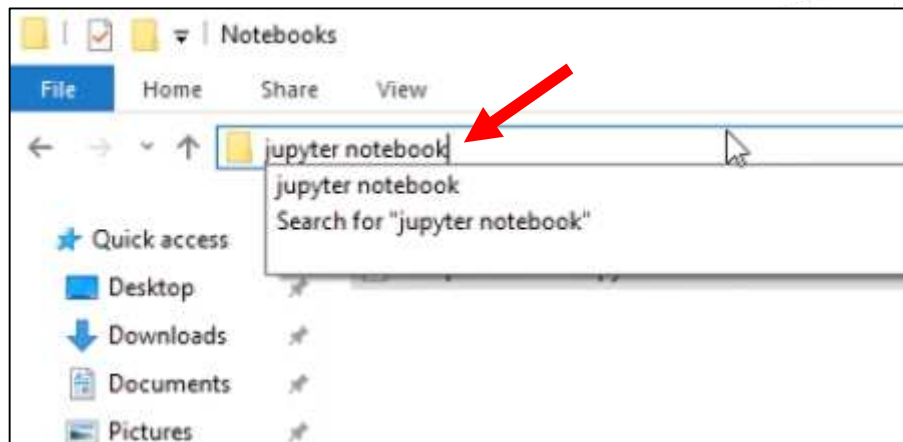 Notebooks
File Home Share View
jupyter notebook
jupyter notebook
Search for "jupyter notebook"
Quick access
Desktop
Downloads
Documents
Pictures